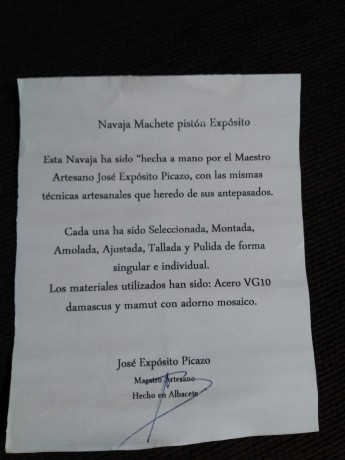 Navaja Machete pistón Expósito
Esta Navaja ha sido "hecha a mano por el Maestro
Artesano José Expósito Picazo, con las mismas
técnicas artesanales que heredo de sus antepasados.
Cada una ha sido Seleccionada, Montada,
Amolada, Ajustada, Tallada y Pulida de forma
singular e individual.
Los materiales utilizados han sido: Acero VG10
damascus y mamut con adorno mosaico.
José Expósito Picazo
Maestro Artesano
Hecho en Albacete